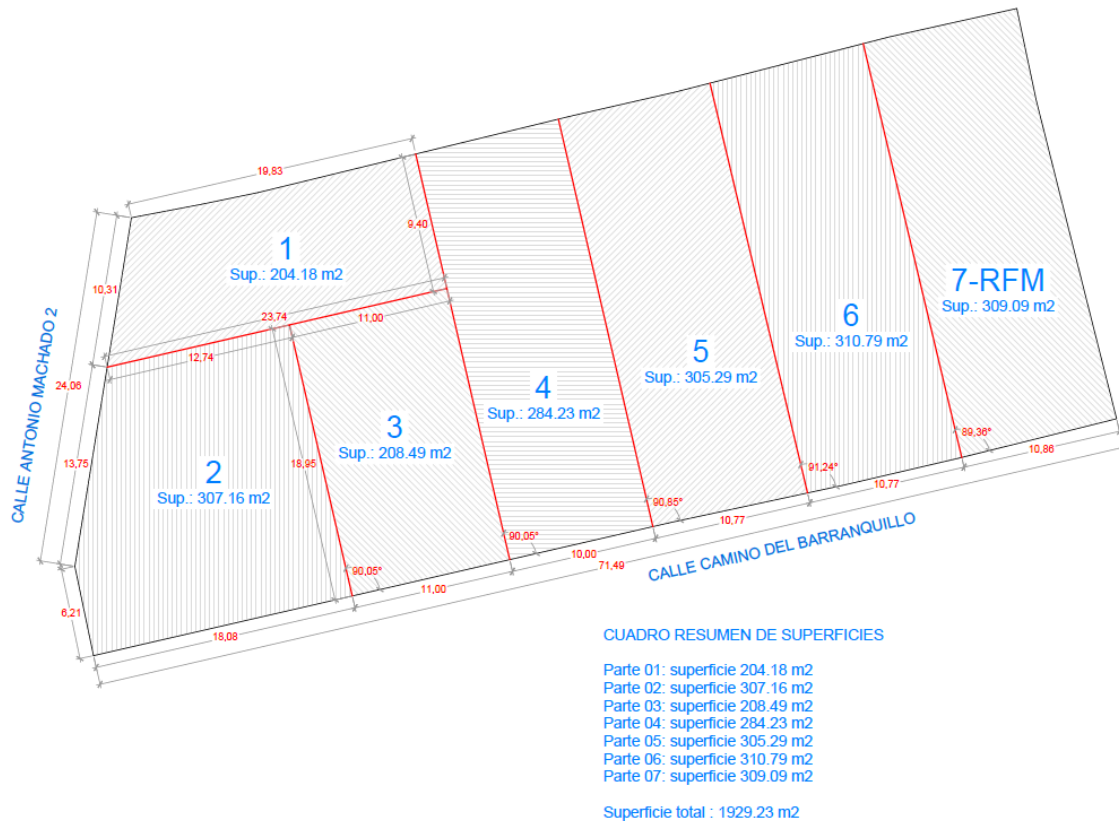 19,83
9,40
1
Sup.: 204.18 m2
10,31
23,74
11,00
12,74
CALLE ANTONIO MACHADO 2
24,06
13,75
2
Sup.: 307.16 m2
18,95
3
Sup.: 208.49 m2
4
Sup.: 284.23 m2
5
Sup.: 305.29 m2
6
Sup.: 310.79 m2
7-RFM
Sup.: 309.09 m2
6,21
90,05°
90,05°
90,85°
91,24°
89,36°
18,08
11,00
10,00
10,77
10,77
10,86
71,49
CALLE CAMINO DEL BARRANQUILLO
CUADRO RESUMEN DE SUPERFICIES
Parte 01: superficie 204.18 m2
Parte 02: superficie 307.16 m2
Parte 03: superficie 208.49 m2
Parte 04: superficie 284.23 m2
Parte 05: superficie 305.29 m2
Parte 06: superficie 310.79 m2
Parte 07: superficie 309.09 m2
Superficie total : 1929.23 m2